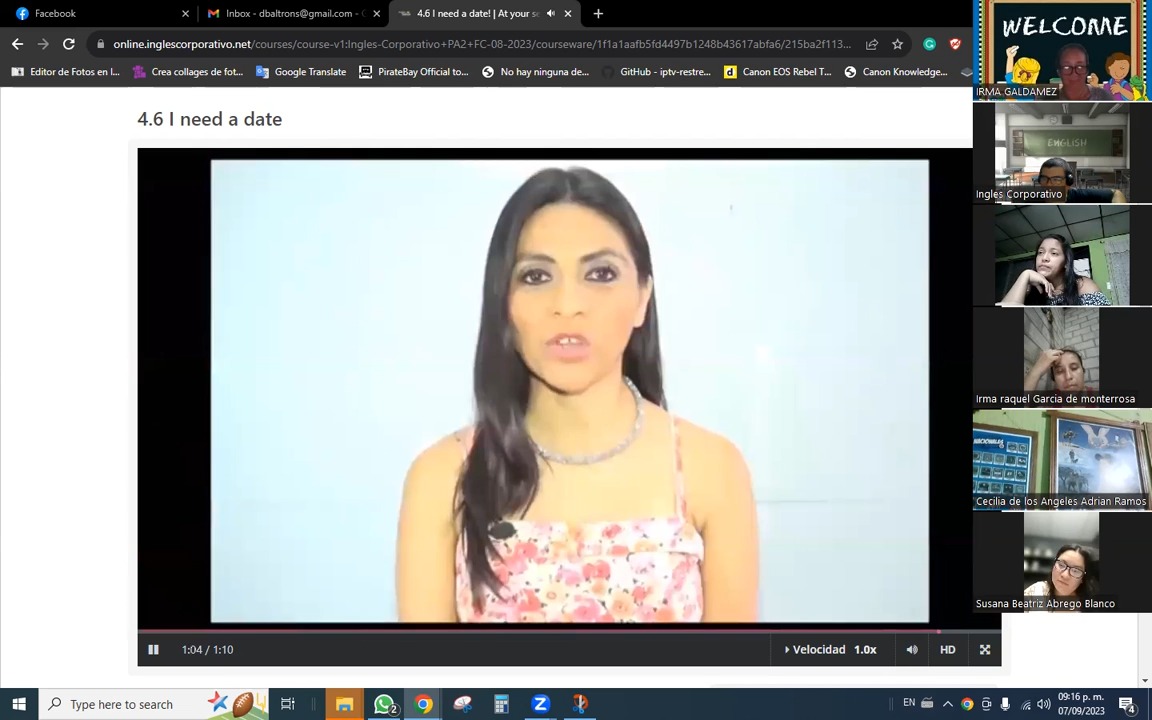 Facebook
Inbox - dbaltrons@gmail.com -
4.6 I need a date! | At your se
online.inglescorporativo.net/courses/course-v1:Ingles-Corporativo+PA2+FC-08-2023/courseware/1f1a1aafb5fd4497b1248b43617abfa6/215ba2f113...
Editor de Fotos en l...
Crea collages de fot...
Google Translate
PirateBay Official to...
No hay ninguna de...
GitHub - iptv-restre...
Canon EOS Rebel T...
Canon Knowledge...
4.6 I need a date
WELCOME
IRMA GALDAMEZ
ENGLISH
Ingles Corporativo
Irma raquel Garcia de monterrosa
Cecilia de los Angeles Adrian Ramos
Susana Beatriz Abrego Blanco
1:04 / 1:10
Velocidad 1.0x
HD
Type here to search
2
EN
09:16 p. m.
07/09/2023
4